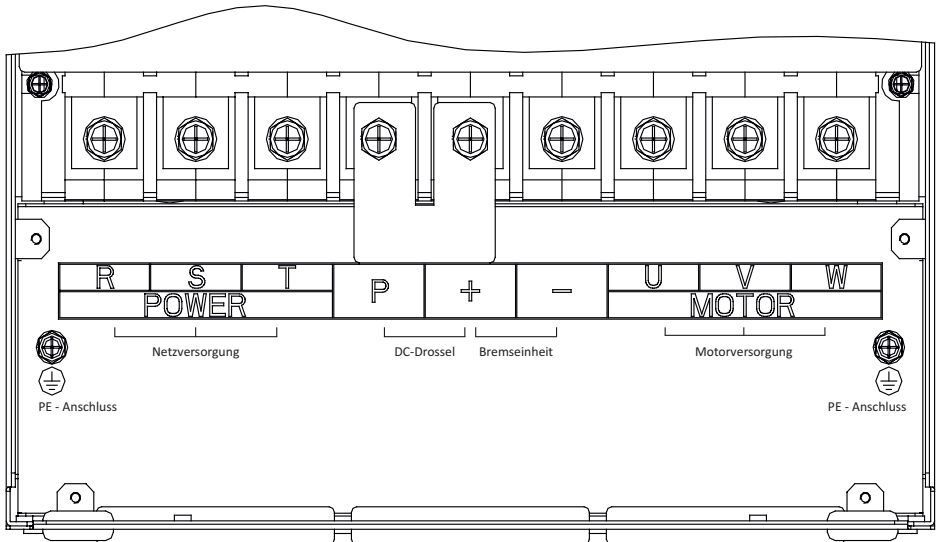 R S T P + − U V W
POWER MOTOR
Netzversorgung DC-Drossel Bremseinheit Motorversorgung
PE - Anschluss PE - Anschluss